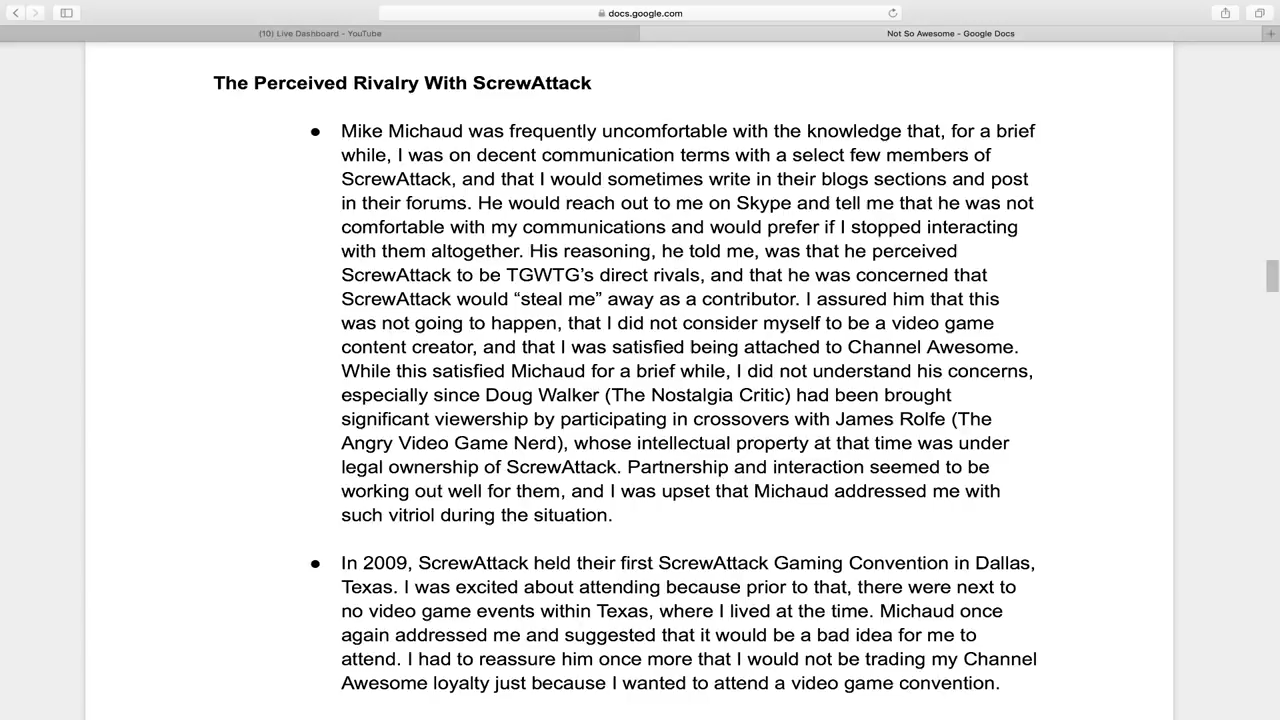 docs.google.com
(10) Live Dashboard - YouTube
Not So Awesome - Google Docs
The Perceived Rivalry With ScrewAttack
● Mike Michaud was frequently uncomfortable with the knowledge that, for a brief
while, I was on decent communication terms with a select few members of
ScrewAttack, and that I would sometimes write in their blogs sections and post
in their forums. He would reach out to me on Skype and tell me that he was not
comfortable with my communications and would prefer if I stopped interacting
with them altogether. His reasoning, he told me, was that he perceived
ScrewAttack to be TGWTG’s direct rivals, and that he was concerned that
ScrewAttack would “steal me” away as a contributor. I assured him that this
was not going to happen, that I did not consider myself to be a video game
content creator, and that I was satisfied being attached to Channel Awesome.
While this satisfied Michaud for a brief while, I did not understand his concerns,
especially since Doug Walker (The Nostalgia Critic) had been brought
significant viewership by participating in crossovers with James Rolfe (The
Angry Video Game Nerd), whose intellectual property at that time was under
legal ownership of ScrewAttack. Partnership and interaction seemed to be
working out well for them, and I was upset that Michaud addressed me with
such vitriol during the situation.
● In 2009, ScrewAttack held their first ScrewAttack Gaming Convention in Dallas,
Texas. I was excited about attending because prior to that, there were next to
no video game events within Texas, where I lived at the time. Michaud once
again addressed me and suggested that it would be a bad idea for me to
attend. I had to reassure him once more that I would not be trading my Channel
Awesome loyalty just because I wanted to attend a video game convention.